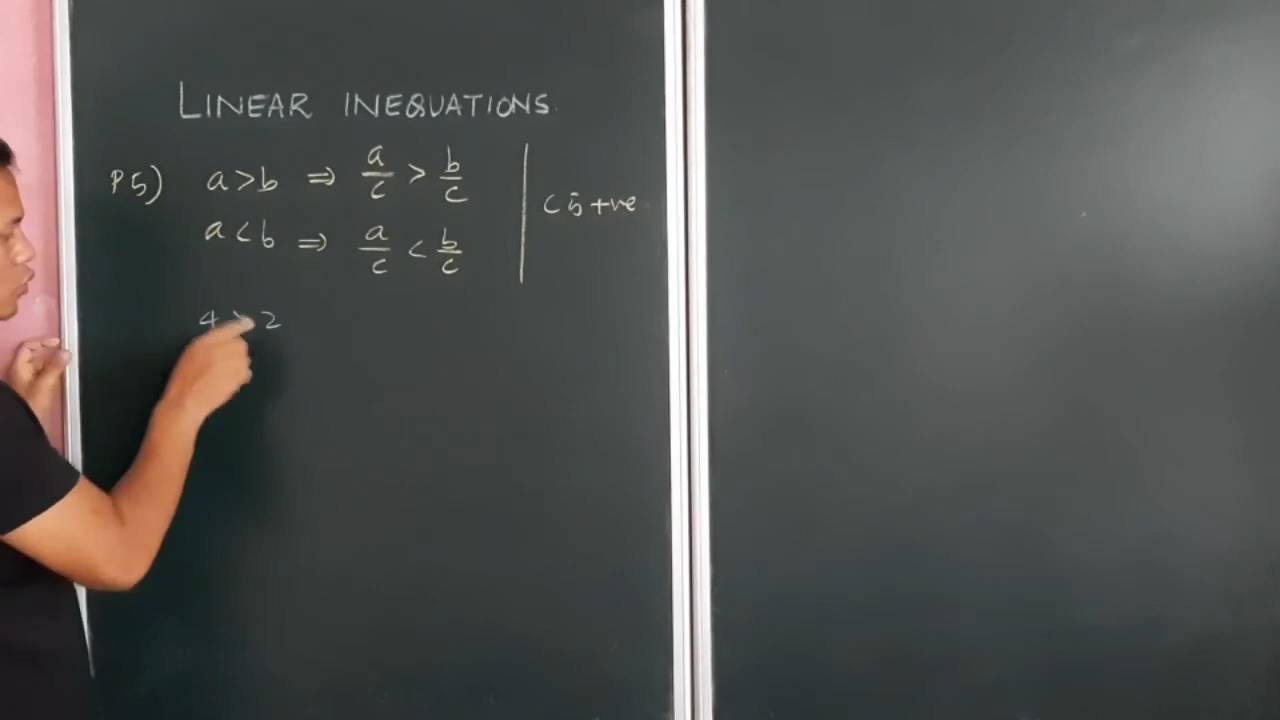 LINEAR INEQUATIONS
P5) a>b ⇒ a/c > b/c
a<b ⇒ a/c < b/c
c is +ve
4 > 2